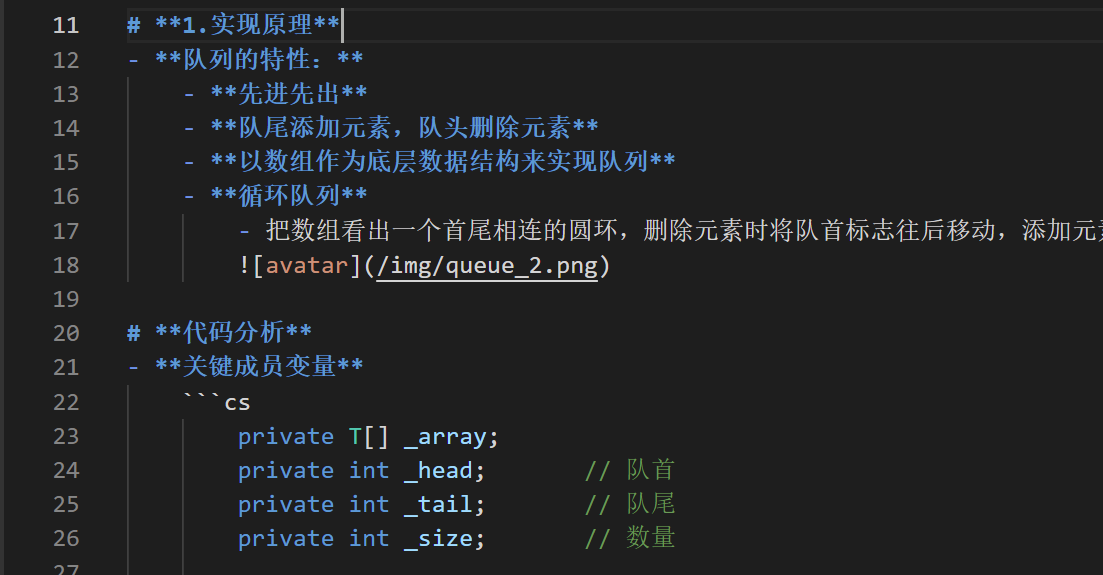 11 # **1.实现原理**
12 - **队列的特性：**
13 - **先进先出**
14 - **队尾添加元素，队头删除元素**
15 - **以数组作为底层数据结构来实现队列**
16 - **循环队列**
17 - 把数组看出一个首尾相连的圆环，删除元素时将队首标志往后移动，添加元
18 ![avatar](/img/queue_2.png)
19
20 # **代码分析**
21 - **关键成员变量**
22 ```cs
23 private T[] _array;
24 private int _head; // 队首
25 private int _tail; // 队尾
26 private int _size; // 数量
27